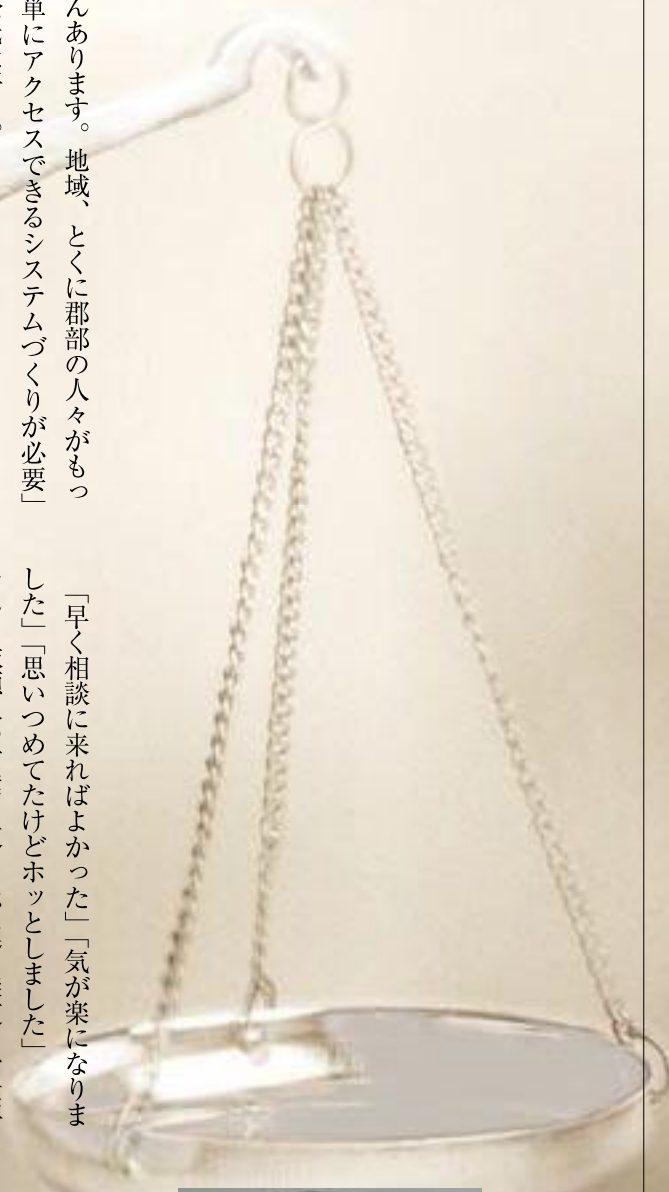 んあります。地域、とくに郡部の人々がもっ
単にアクセスできるシステムづくりが必要」
「早く相談に来ればよかった」「気が楽になりま
した」「思いつめてたけどホッとしました」